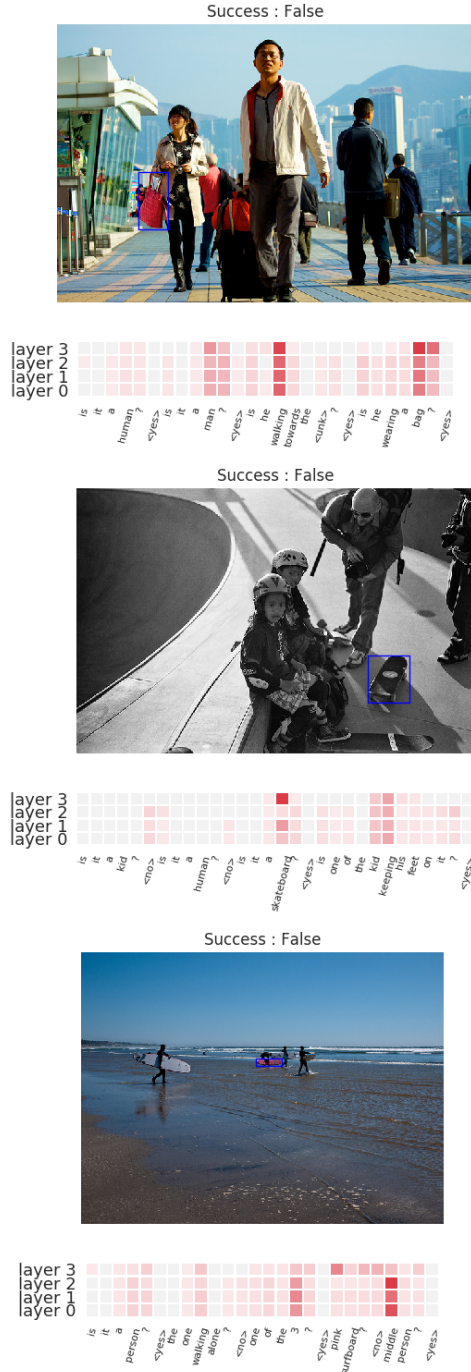 Success : False
layer 3
layer 2
layer 1
layer 0
is it a human ? <yes> is it a man ? <yes> is he walking towards the <unk> ? <yes> is he wearing a bag ? <yes>
Success : False
layer 3
layer 2
layer 1
layer 0
is it a kid ? <no> is it a human ? <no> is it a skateboard ? <yes> is one of the kid keeping his feet on it ? <yes>
Success : False
layer 3
layer 2
layer 1
layer 0
is it a person ? <yes> the one walking alone ? <no> one of the 3 ? <yes> pink surfboard ? <no> middle person ? <yes>